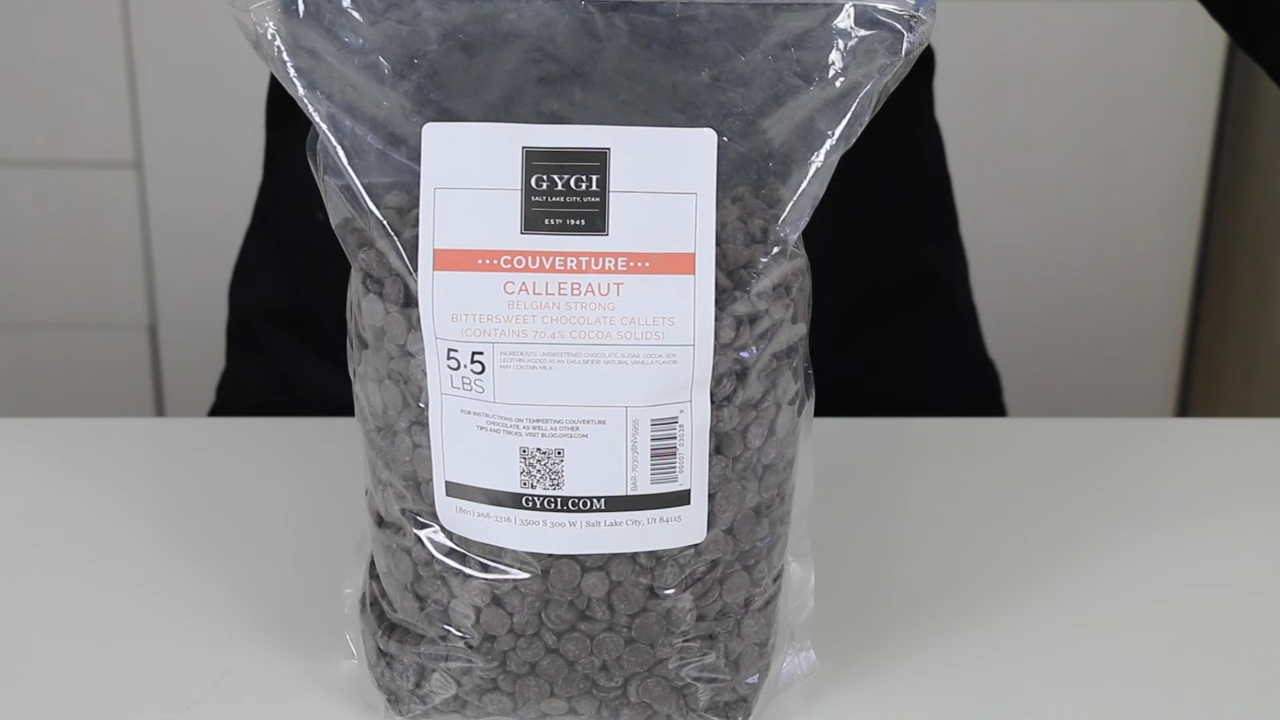 GYGI
SALT LAKE CITY, UTAH
ESTD 1945
•••COUVERTURE•••
CALLEBAUT
BELGIAN STRONG
BITTERSWEET CHOCOLATE CALLETS
(CONTAINS 70.4% COCOA SOLIDS)
5.5
LBS
INGREDIENTS: UNSWEETENED CHOCOLATE, SUGAR, COCOA, SOY
LECITHIN (ADDED AS AN EMULSIFIER), NATURAL VANILLA FLAVOR.
MAY CONTAIN MILK.
FOR INSTRUCTIONS ON TEMPERTING COUVERTURE
CHOCOLATE, AS WELL AS OTHER
TIPS AND TRICKS, VISIT BLOG.GYGI.COM.
GYGI.COM
(801) 268-3316 | 3500 S 300 W | Salt Lake City, Ut 84115